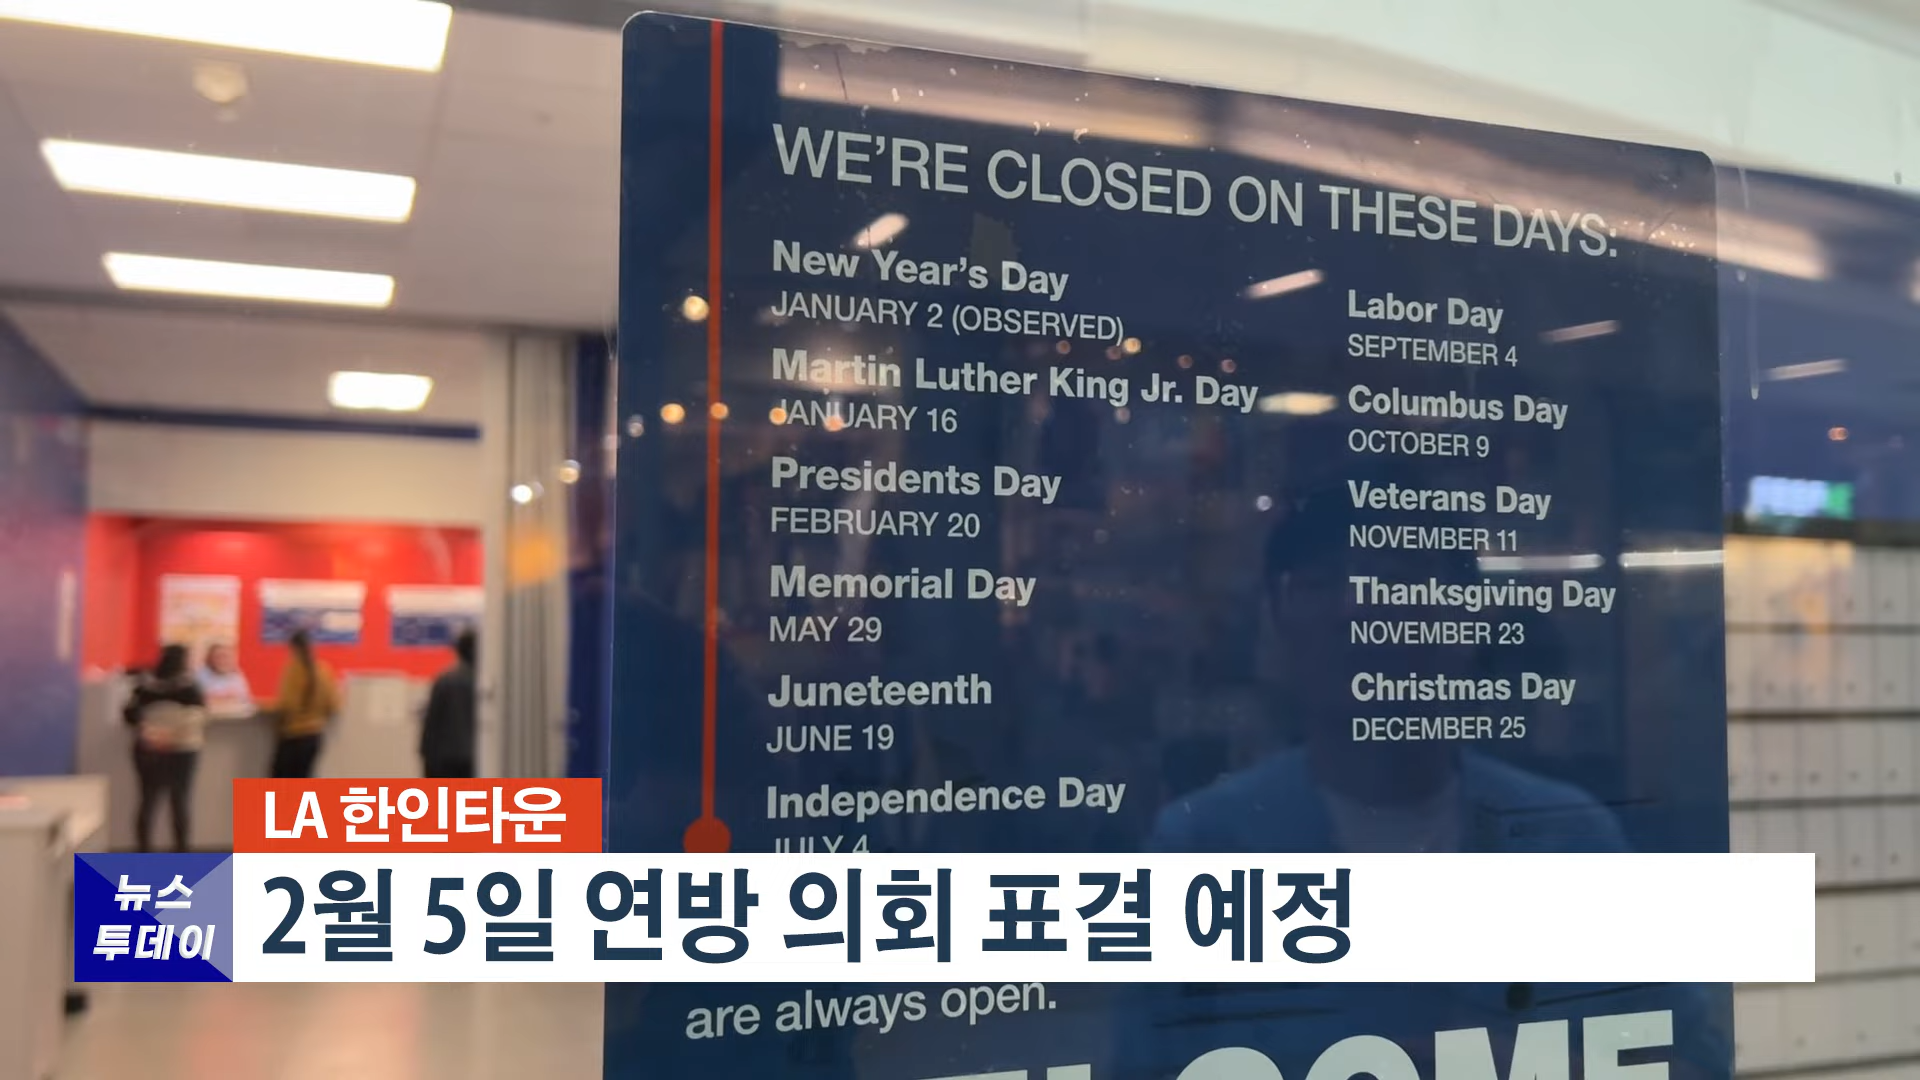 WE'RE CLOSED ON THESE DAYS:
New Year's Day
JANUARY 2 (OBSERVED)
Martin Luther King Jr. Day
JANUARY 16
Presidents Day
FEBRUARY 20
Memorial Day
MAY 29
Juneteenth
JUNE 19
Independence Day
JULY 4
Labor Day
SEPTEMBER 4
Columbus Day
OCTOBER 9
Veterans Day
NOVEMBER 11
Thanksgiving Day
NOVEMBER 23
Christmas Day
DECEMBER 25
LA 한인타운
뉴스
투데이
2월 5일 연방 의회 표결 예정
are always open.